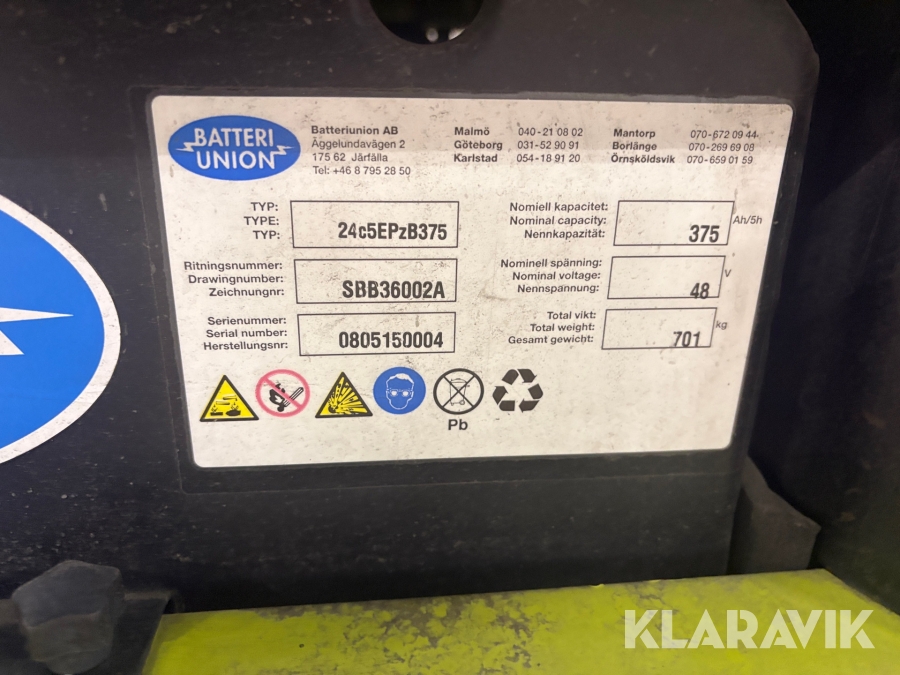 BATTERI
UNION
Batteriunion AB
Äggelundavägen 2
175 62 Järfälla
Tel: +46 8 795 28 50
Malmö 040-21 08 02
Göteborg 031-52 90 91
Karlstad 054-18 91 20
Mantorp 070-672 09 44
Borlänge 070-269 69 08
Örnsköldsvik 070-659 01 59
TYP:
TYPE:
TYP:
24c5EPzB375
Ritningsnummer:
Drawingnumber:
Zeichnungnr:
SBB36002A
Serienummer:
Serial number:
Herstellungsnr:
0805150004
Nomiell kapacitet:
Nominal capacity:
Nennkapazität:
375
Ah/5h
Nominell spänning:
Nominal voltage:
Nennspannung:
48
V
Total vikt:
Total weight:
Gesamt gewicht:
701
kg
Pb
KLARAVIK